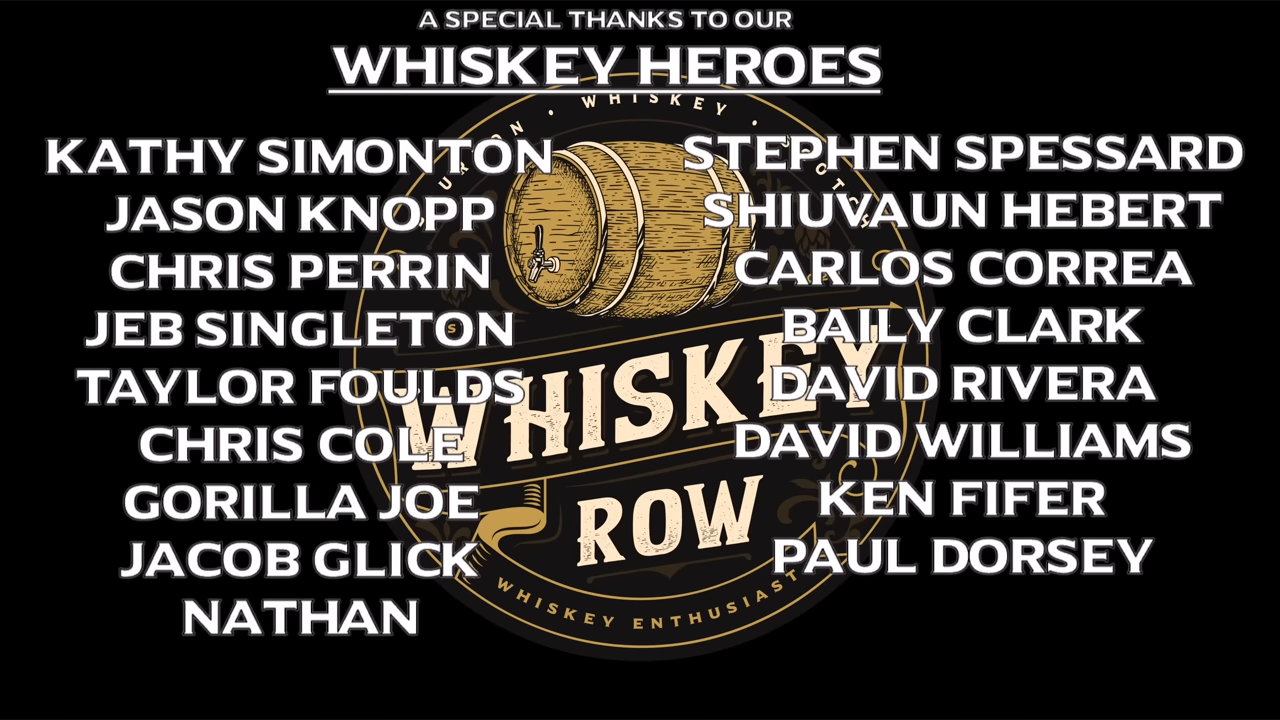 A SPECIAL THANKS TO OUR
WHISKEY HEROES
KATHY SIMONTON
JASON KNOPP
CHRIS PERRIN
JEB SINGLETON
TAYLOR FOULDS
CHRIS COLE
GORILLA JOE
JACOB GLICK
NATHAN
STEPHEN SPESSARD
SHIUVAUN HEBERT
CARLOS CORREA
BAILY CLARK
DAVID RIVERA
DAVID WILLIAMS
KEN FIFER
PAUL DORSEY
• WHISKEY •
WHISKEY
ROW
WHISKEY ENTHUSIAST